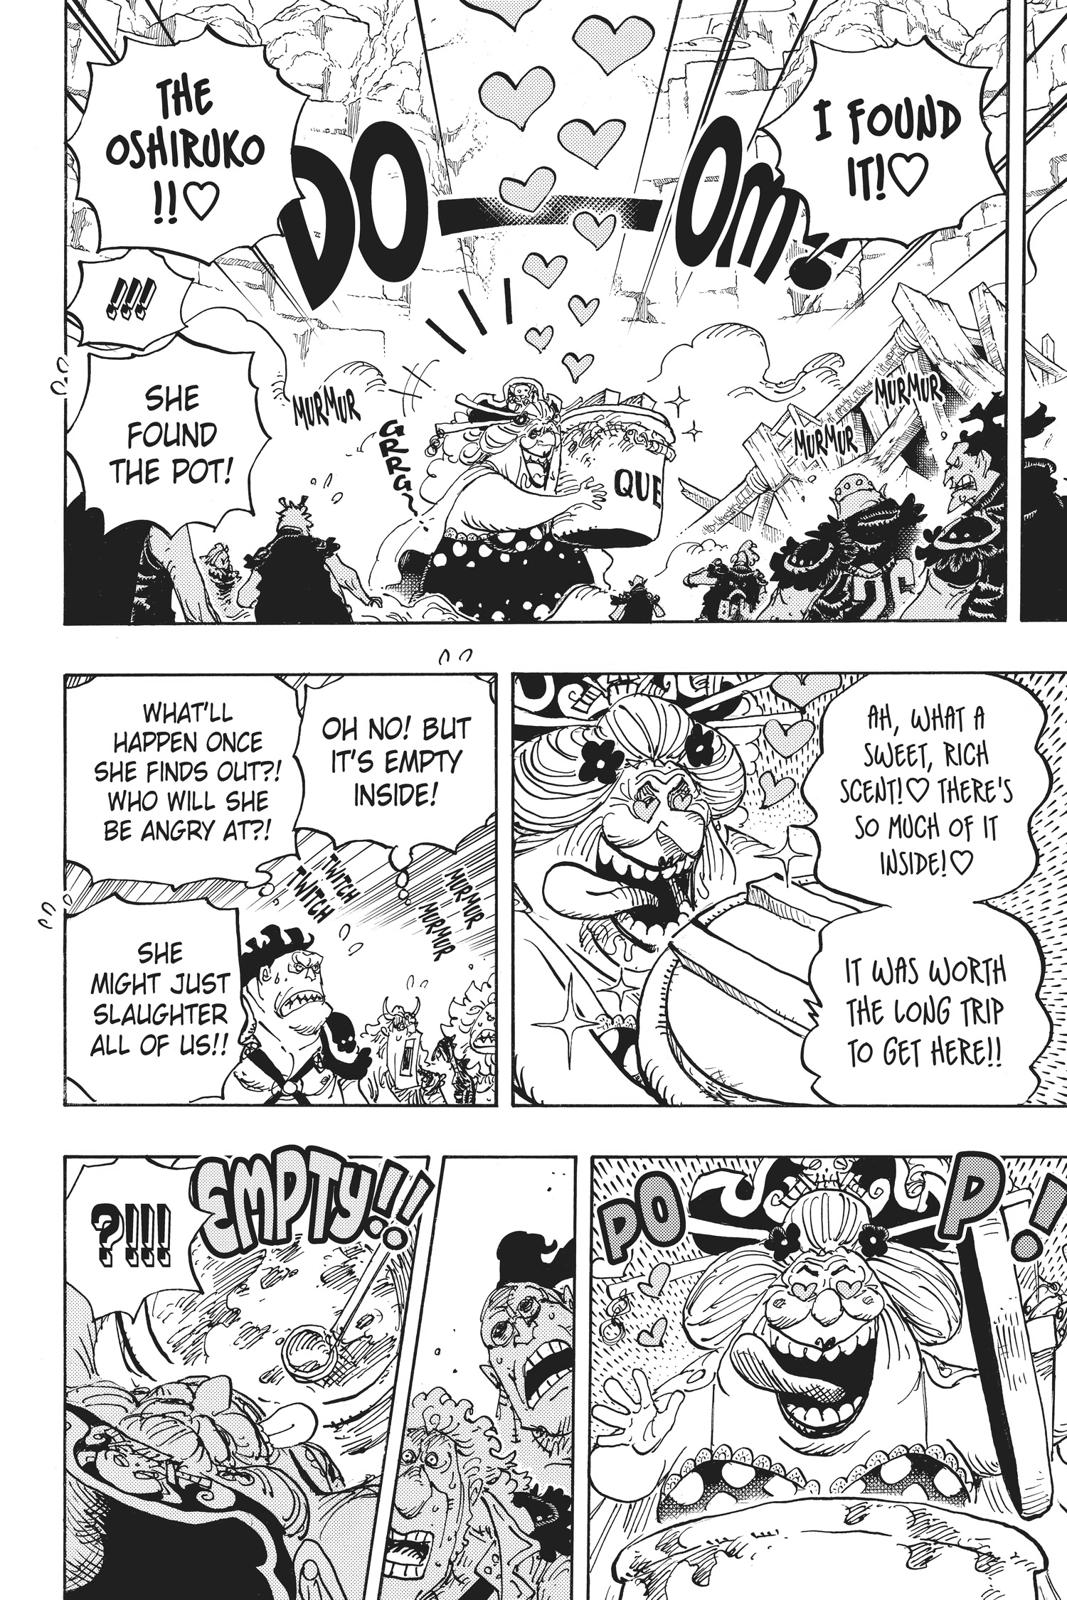 I FOUND
IT!♡
DO—OM!
THE
OSHIRUKO
!!♡
!!!
SHE
FOUND
THE POT!
MURMUR
MURMUR
MURMUR
GRRG~
QUE
AH, WHAT A
SWEET, RICH
SCENT!♡ THERE'S
SO MUCH OF IT
INSIDE!♡
IT WAS WORTH
THE LONG TRIP
TO GET HERE!!
OH NO! BUT
IT'S EMPTY
INSIDE!
WHAT'LL
HAPPEN ONCE
SHE FINDS OUT?!
WHO WILL SHE
BE ANGRY AT?!
MURMUR
MURMUR
TWITCH
TWITCH
SHE
MIGHT JUST
SLAUGHTER
ALL OF US!!
POP!
EMPTY!!
?!!!